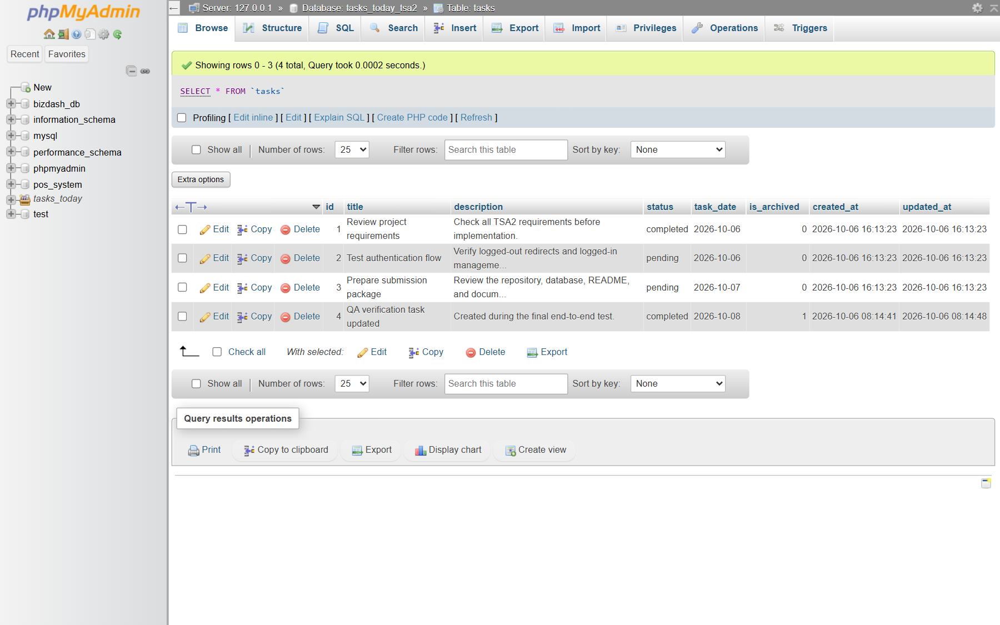 phpMyAdmin
Recent Favorites
New
bizdash_db
information_schema
mysql
performance_schema
phpmyadmin
pos_system
tasks_today
test
Server: 127.0.0.1 » Database: tasks_today_tsa2 » Table: tasks
Browse Structure SQL Search Insert Export Import Privileges Operations Triggers
Showing rows 0 - 3 (4 total, Query took 0.0002 seconds.)
SELECT * FROM `tasks`
Profiling [ Edit inline ] [ Edit ] [ Explain SQL ] [ Create PHP code ] [ Refresh ]
Show all | Number of rows: 25 Filter rows: Search this table Sort by key: None
Extra options
←T→ id title description status task_date is_archived created_at updated_at
Edit Copy Delete 1 Review project requirements Check all TSA2 requirements before implementation. completed 2026-10-06 0 2026-10-06 16:13:23 2026-10-06 16:13:23
Edit Copy Delete 2 Test authentication flow Verify logged-out redirects and logged-in manageme... pending 2026-10-06 0 2026-10-06 16:13:23 2026-10-06 16:13:23
Edit Copy Delete 3 Prepare submission package Review the repository, database, README, and docum... pending 2026-10-07 0 2026-10-06 16:13:23 2026-10-06 16:13:23
Edit Copy Delete 4 QA verification task updated Created during the final end-to-end test. completed 2026-10-08 1 2026-10-06 08:14:41 2026-10-06 08:14:48
Check all With selected: Edit Copy Delete Export
Show all | Number of rows: 25 Filter rows: Search this table Sort by key: None
Query results operations
Print Copy to clipboard Export Display chart Create view